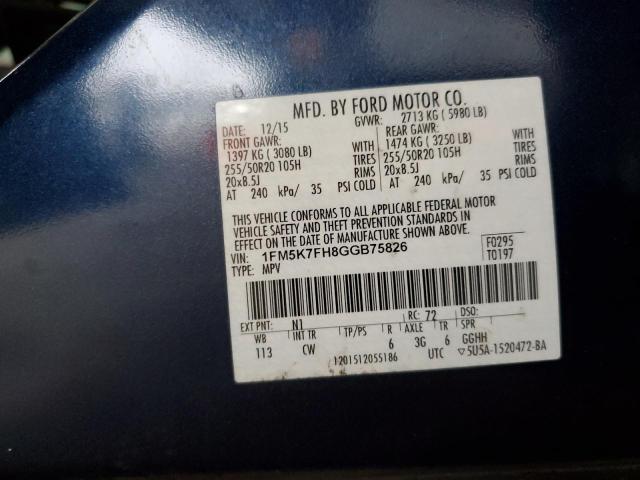 MFD. BY FORD MOTOR CO.
DATE: 12/15 GVWR: 2713 KG ( 5980 LB)
FRONT GAWR: REAR GAWR:
1397 KG ( 3080 LB) WITH 1474 KG ( 3250 LB) WITH
255/50R20 105H TIRES 255/50R20 105H TIRES
20x8.5J RIMS 20x8.5J RIMS
AT 240 kPa/ 35 PSI COLD AT 240 kPa/ 35 PSI COLD
THIS VEHICLE CONFORMS TO ALL APPLICABLE FEDERAL MOTOR
VEHICLE SAFETY AND THEFT PREVENTION STANDARDS IN
EFFECT ON THE DATE OF MANUFACTURE SHOWN ABOVE.
VIN: 1FM5K7FH8GGB75826 F0295
TYPE: MPV T0197
EXT PNT: N1 RC: 72 DSO:
WB INT TR TP/PS R AXLE TR SPR
113 CW 6 3G 6 GGHH
1201512055186 UTC ▽5U5A-1520472-BA